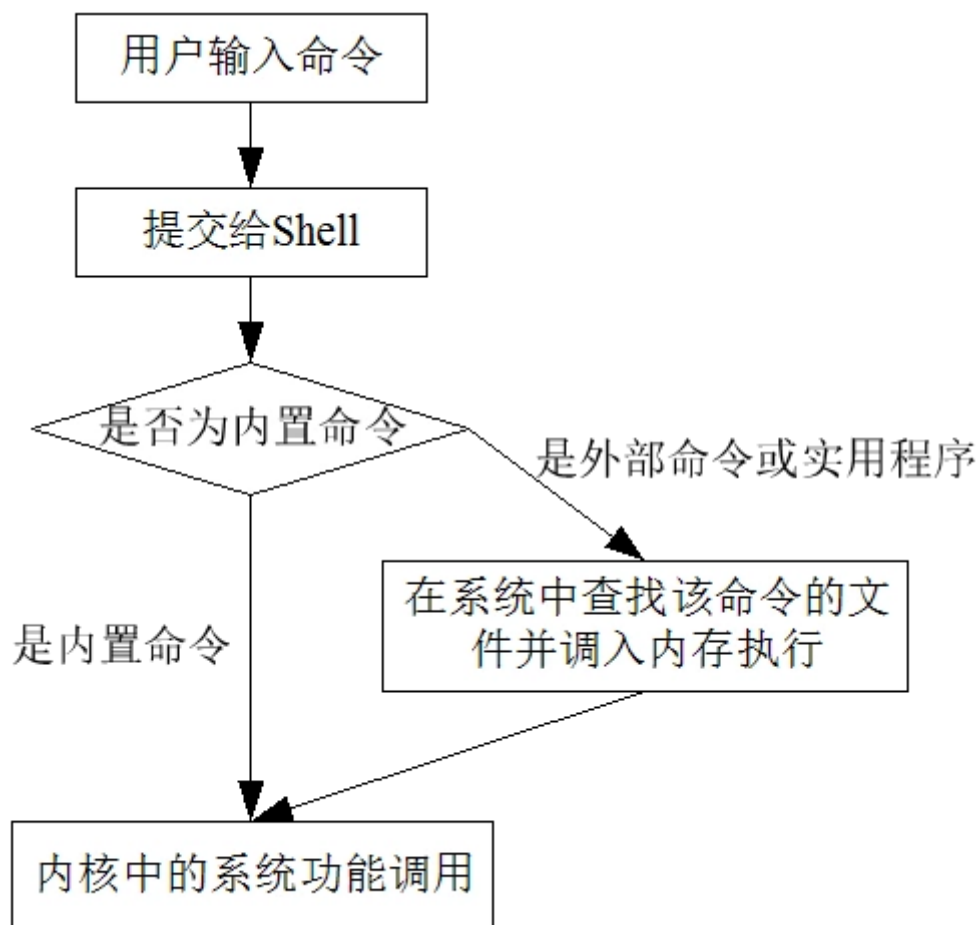 用户输入命令
提交给Shell
是否为内置命令
是外部命令或实用程序
在系统中查找该命令的文
件并调入内存执行
是内置命令
内核中的系统功能调用